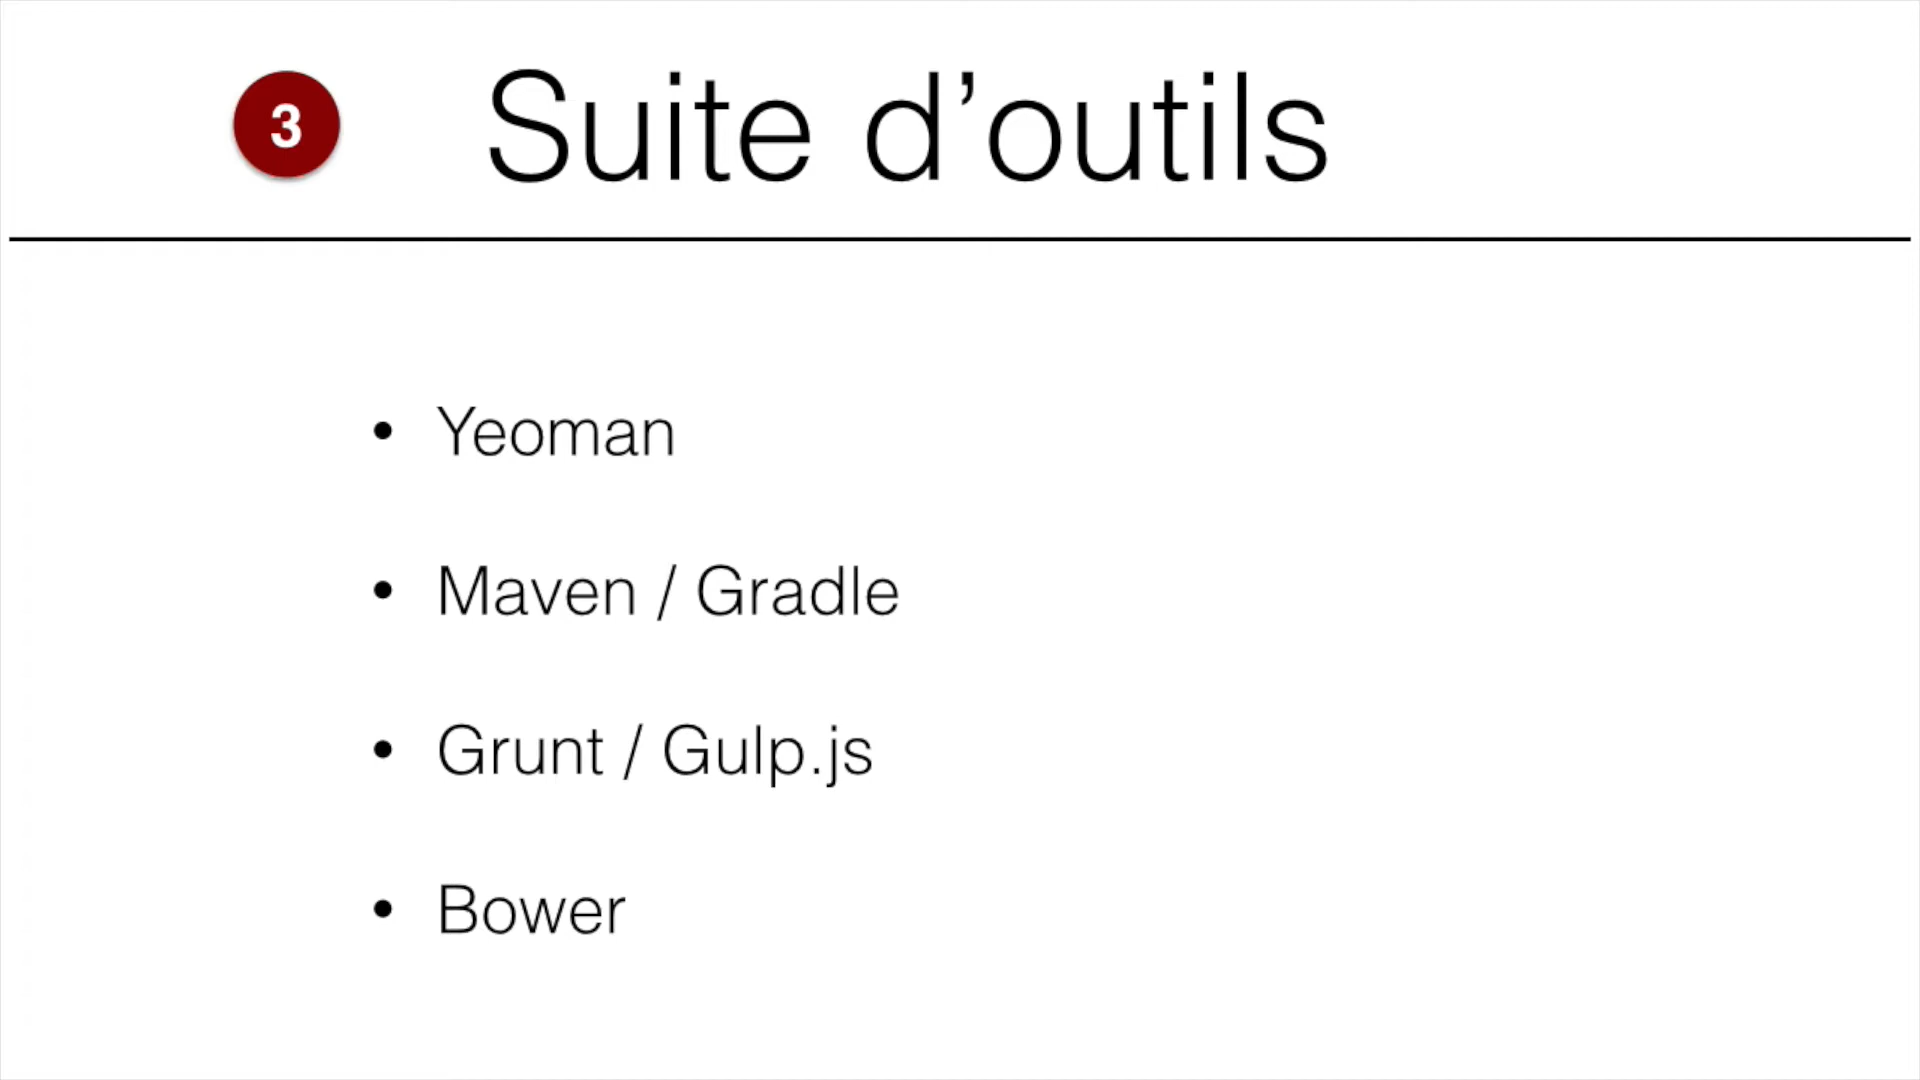 3 Suite d’outils
• Yeoman
• Maven / Gradle
• Grunt / Gulp.js
• Bower